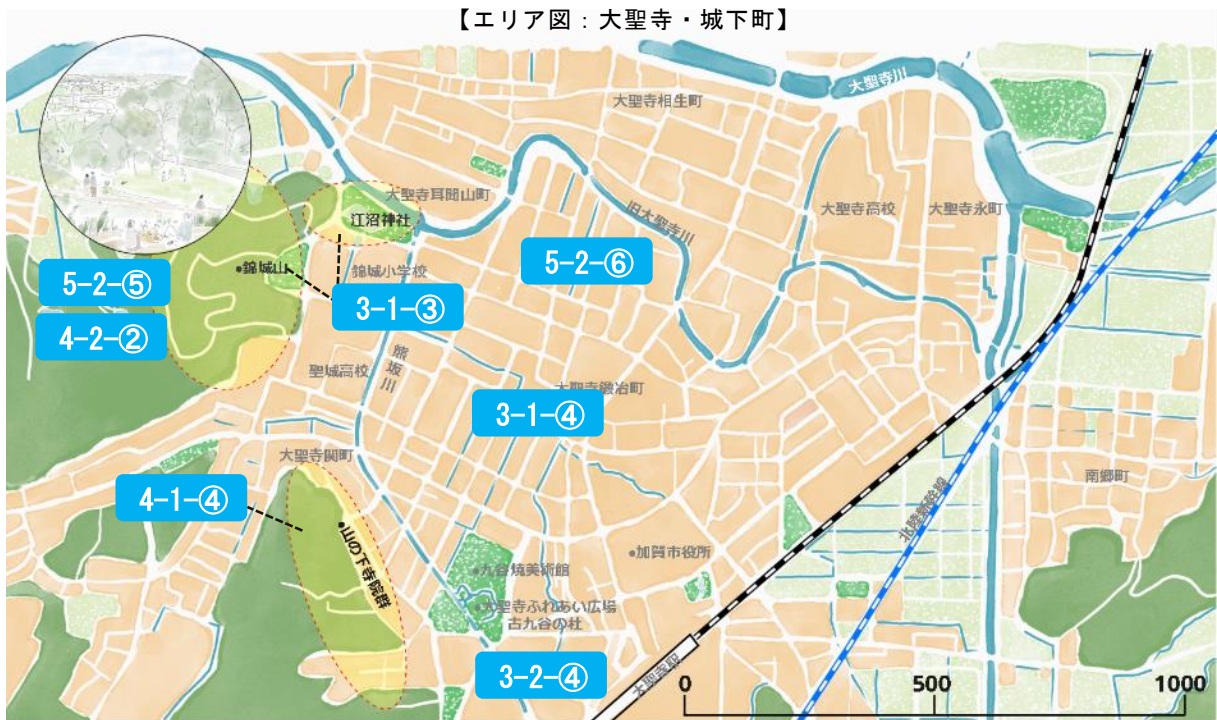 【エリア図：大聖寺・城下町】
大聖寺川
大聖寺相生町
大聖寺耳聞山町
江沼神社
旧大聖寺川
大聖寺高校
大聖寺永町
5-2-⑥
錦城山
錦城小学校
5-2-⑤
3-1-③
4-2-②
熊坂川
聖城高校
大聖寺鍛冶町
3-1-④
大聖寺関町
4-1-④
南郷町
北陸新幹線
山の下寺院群
加賀市役所
九谷焼美術館
大聖寺ふれあい広場
古九谷の杜
3-2-④
大聖寺駅
0 500 1000